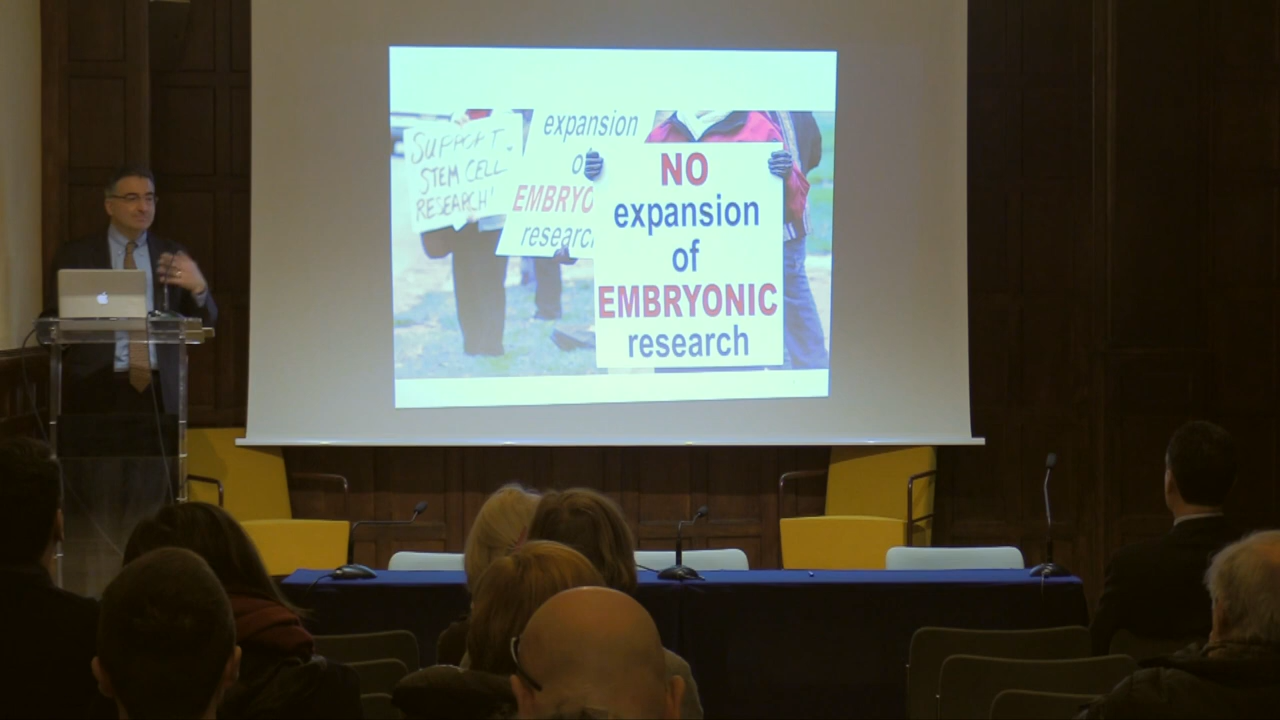 SUPPORT
STEM CELL
RESEARCH!
expansion
of
EMBRYO
research
NO
expansion
of
EMBRYONIC
research